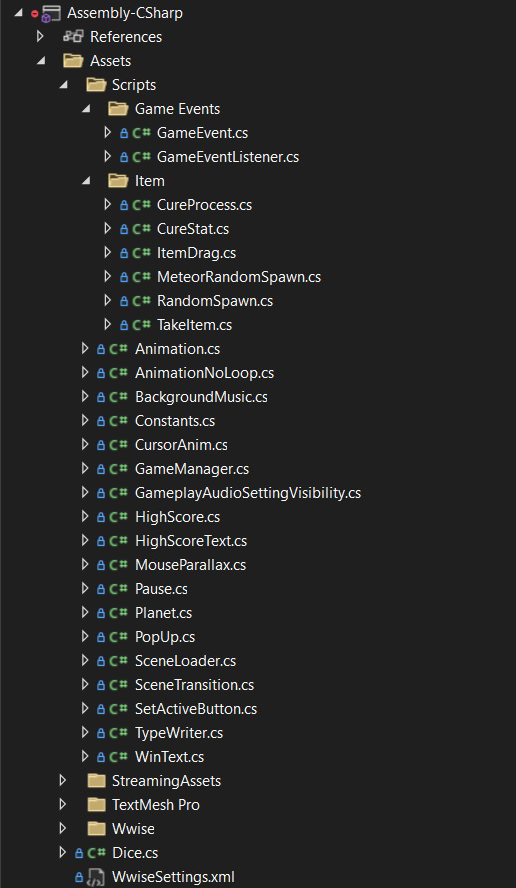 Assembly-CSharp
References
Assets
Scripts
Game Events
C# GameEvent.cs
C# GameEventListener.cs
Item
C# CureProcess.cs
C# CureStat.cs
C# ItemDrag.cs
C# MeteorRandomSpawn.cs
C# RandomSpawn.cs
C# TakeItem.cs
C# Animation.cs
C# AnimationNoLoop.cs
C# BackgroundMusic.cs
C# Constants.cs
C# CursorAnim.cs
C# GameManager.cs
C# GameplayAudioSettingVisibility.cs
C# HighScore.cs
C# HighScoreText.cs
C# MouseParallax.cs
C# Pause.cs
C# Planet.cs
C# PopUp.cs
C# SceneLoader.cs
C# SceneTransition.cs
C# SetActiveButton.cs
C# TypeWriter.cs
C# WinText.cs
StreamingAssets
TextMesh Pro
Wwise
C# Dice.cs
WwiseSettings.xml